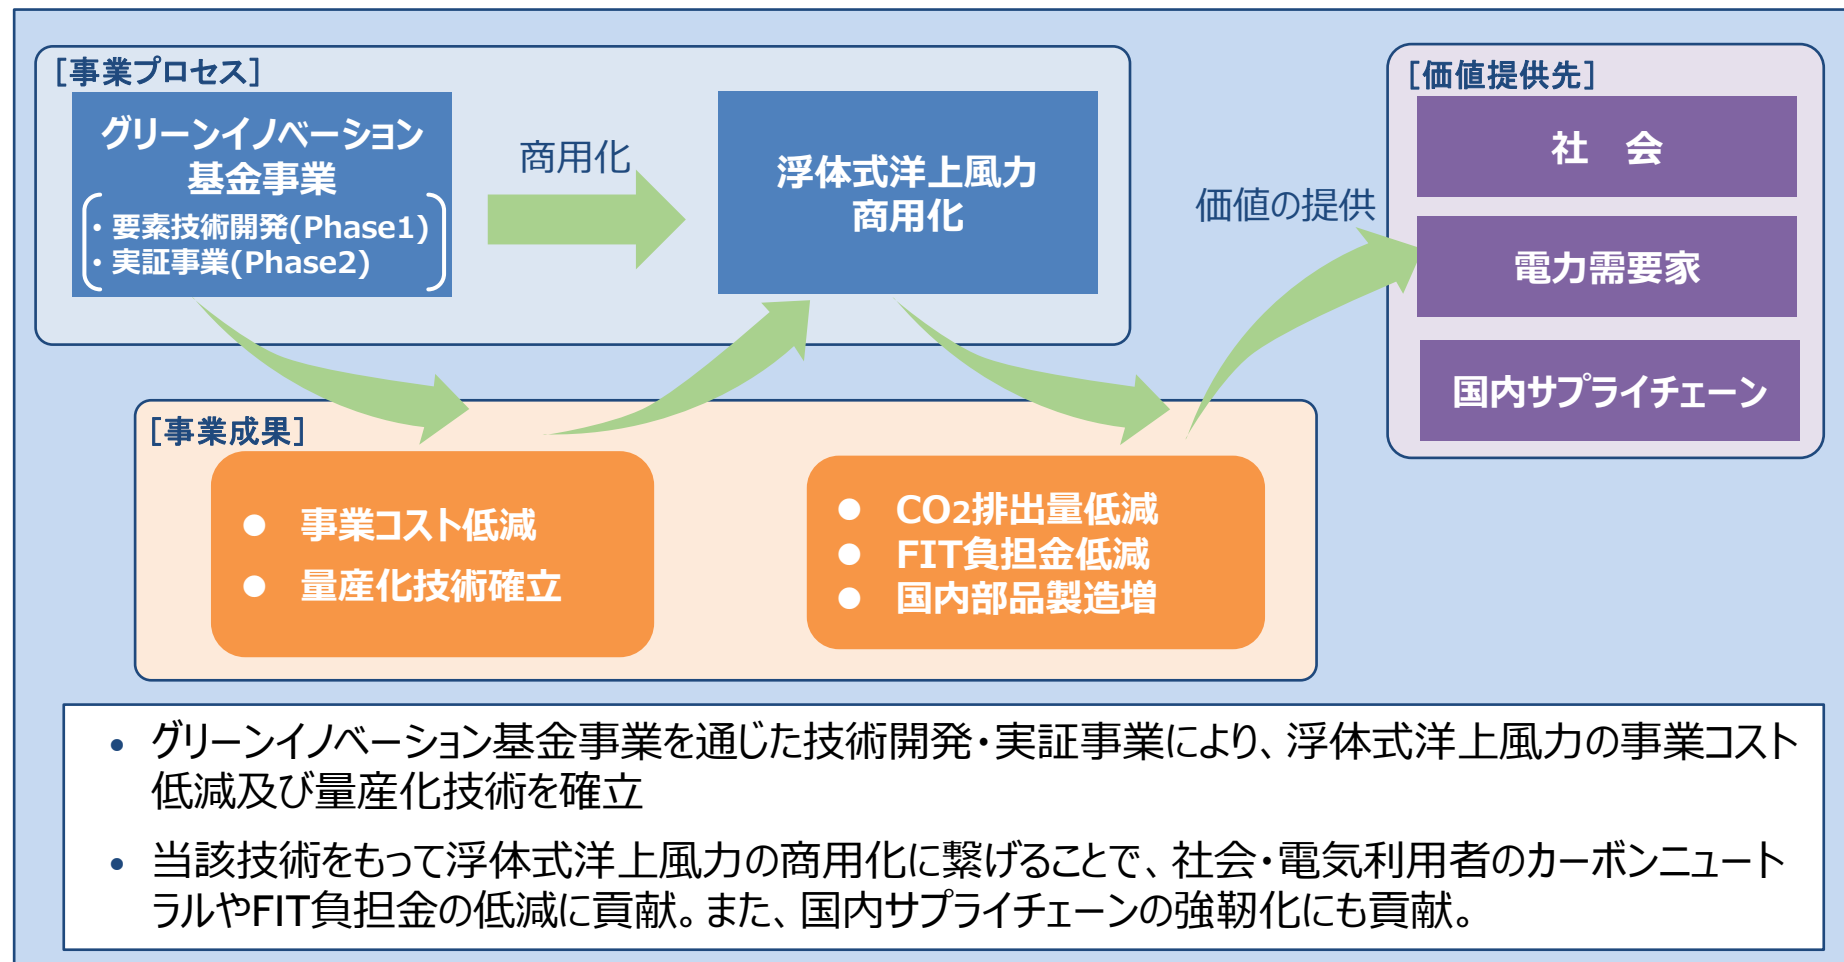 [事業プロセス]
グリーンイノベーション
基金事業
・要素技術開発(Phase1)
・実証事業(Phase2)
商用化
浮体式洋上風力
商用化
価値の提供
[価値提供先]
社　会
電力需要家
国内サプライチェーン
[事業成果]
● 事業コスト低減
● 量産化技術確立
● CO2排出量低減
● FIT負担金低減
● 国内部品製造増
• グリーンイノベーション基金事業を通じた技術開発・実証事業により、浮体式洋上風力の事業コスト
低減及び量産化技術を確立
• 当該技術をもって浮体式洋上風力の商用化に繋げることで、社会・電気利用者のカーボンニュート
ラルやFIT負担金の低減に貢献。また、国内サプライチェーンの強靭化にも貢献。